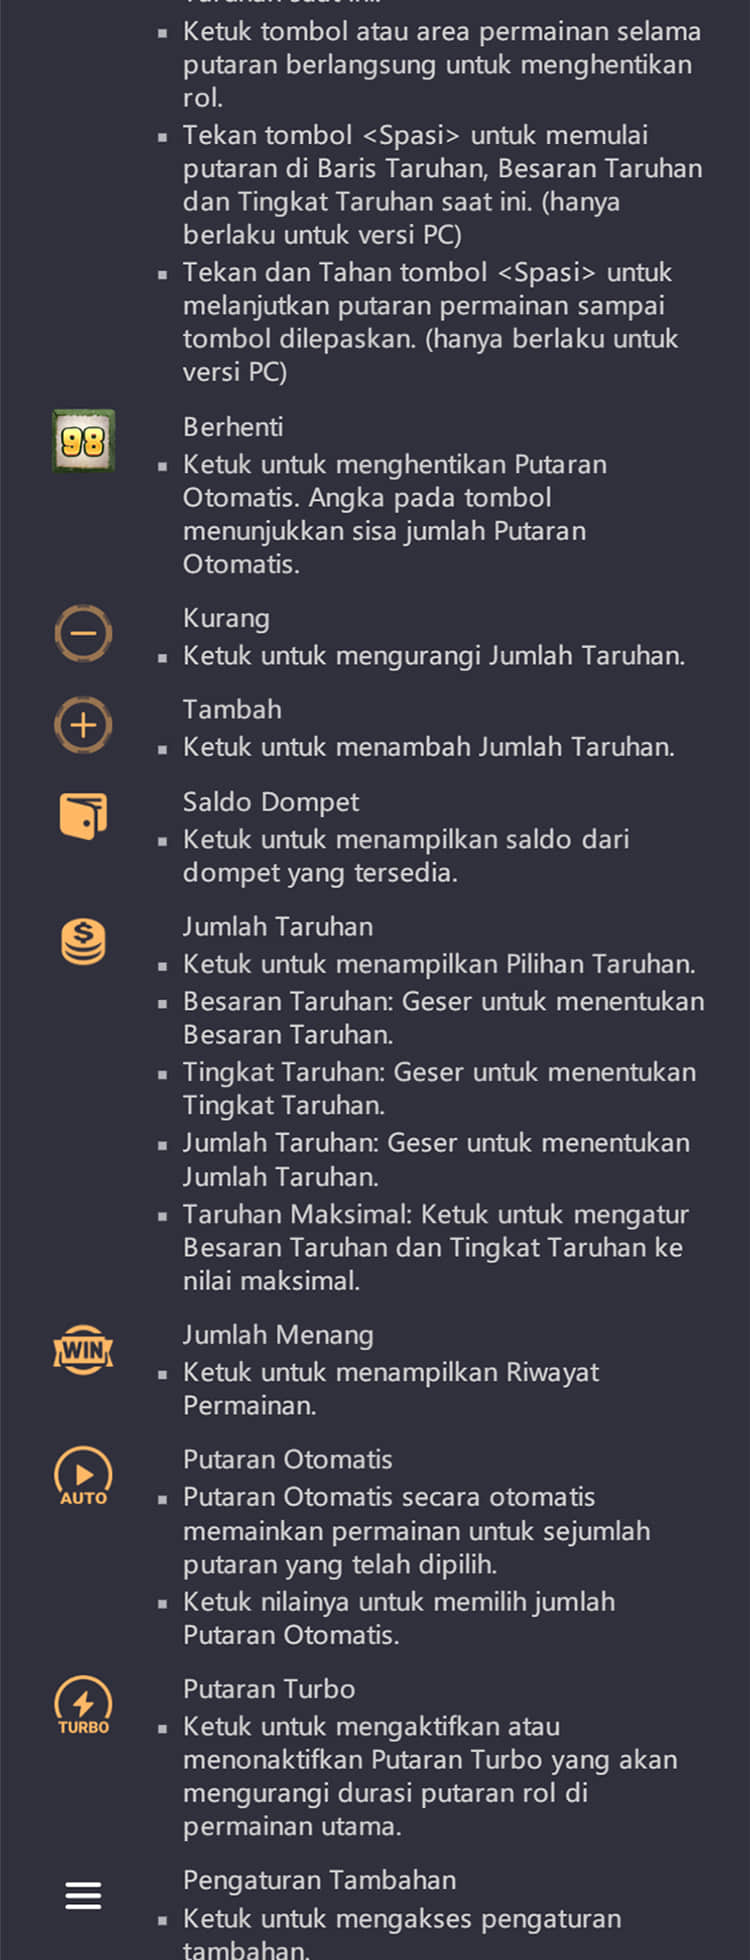 Ketuk tombol atau area permainan selama
putaran berlangsung untuk menghentikan
rol.
Tekan tombol <Spasi> untuk memulai
putaran di Baris Taruhan, Besaran Taruhan
dan Tingkat Taruhan saat ini. (hanya
berlaku untuk versi PC)
Tekan dan Tahan tombol <Spasi> untuk
melanjutkan putaran permainan sampai
tombol dilepaskan. (hanya berlaku untuk
versi PC)
98
Berhenti
Ketuk untuk menghentikan Putaran
Otomatis. Angka pada tombol
menunjukkan sisa jumlah Putaran
Otomatis.
Kurang
Ketuk untuk mengurangi Jumlah Taruhan.
Tambah
Ketuk untuk menambah Jumlah Taruhan.
Saldo Dompet
Ketuk untuk menampilkan saldo dari
dompet yang tersedia.
Jumlah Taruhan
Ketuk untuk menampilkan Pilihan Taruhan.
Besaran Taruhan: Geser untuk menentukan
Besaran Taruhan.
Tingkat Taruhan: Geser untuk menentukan
Tingkat Taruhan.
Jumlah Taruhan: Geser untuk menentukan
Jumlah Taruhan.
Taruhan Maksimal: Ketuk untuk mengatur
Besaran Taruhan dan Tingkat Taruhan ke
nilai maksimal.
WIN
Jumlah Menang
Ketuk untuk menampilkan Riwayat
Permainan.
AUTO
Putaran Otomatis
Putaran Otomatis secara otomatis
memainkan permainan untuk sejumlah
putaran yang telah dipilih.
Ketuk nilainya untuk memilih jumlah
Putaran Otomatis.
TURBO
Putaran Turbo
Ketuk untuk mengaktifkan atau
menonaktifkan Putaran Turbo yang akan
mengurangi durasi putaran rol di
permainan utama.
Pengaturan Tambahan
Ketuk untuk mengakses pengaturan
tambahan.